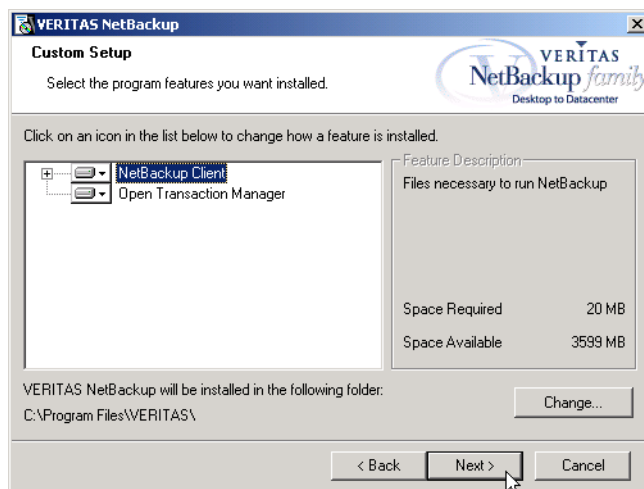 VERITAS NetBackup
Custom Setup
Select the program features you want installed.
VERITAS
NetBackup family
Desktop to Datacenter
Click on an icon in the list below to change how a feature is installed.
NetBackup Client
Open Transaction Manager
Feature Description
Files necessary to run NetBackup
Space Required 20 MB
Space Available 3599 MB
VERITAS NetBackup will be installed in the following folder:
C:\Program Files\VERITAS\
Change...
< Back Next > Cancel